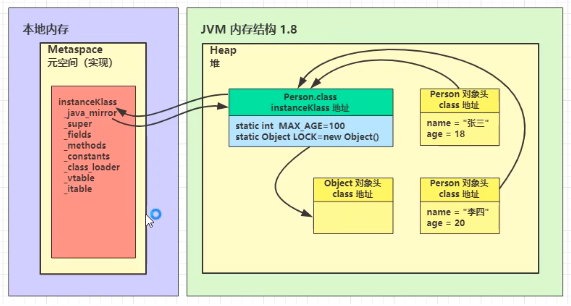 本地内存
Metaspace
元空间（实现）
instanceKlass
_java_mirror
_super
_fields
_methods
_constants
_class_loader
_vtable
_itable
JVM 内存结构 1.8
Heap
堆
Person.class
instanceKlass 地址
static int MAX_AGE=100
static Object LOCK=new Object()
Person 对象头
class 地址
name = "张三"
age = 18
Object 对象头
class 地址
Person 对象头
class 地址
name = "李四"
age = 20